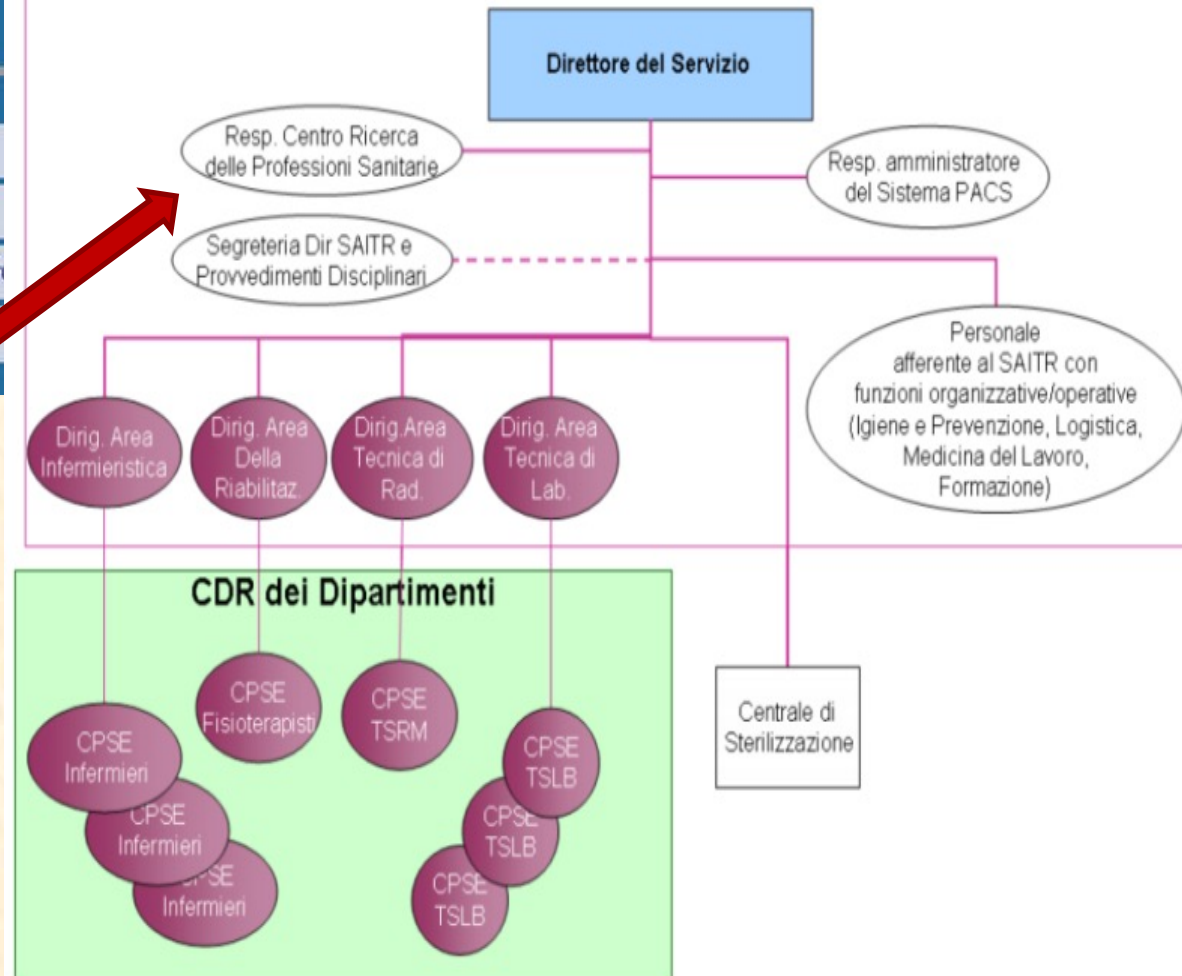 Direttore del Servizio
Resp. Centro Ricerca
delle Professioni Sanitarie
Resp. amministratore
del Sistema PACS
Segreteria Dir SAITR e
Provvedimenti Disciplinari
Personale
afferente al SAITR con
funzioni organizzative/operative
(Igiene e Prevenzione, Logistica,
Medicina del Lavoro,
Formazione)
Dirig. Area
Infermieristica
Dirig. Area
Della
Riabilitaz.
Dirig.Area
Tecnica di
Rad.
Dirig. Area
Tecnica di
Lab.
CDR dei Dipartimenti
CPSE
Fisioterapisti
CPSE
TSRM
CPSE
Infermieri
CPSE
Infermieri
CPSE
Infermieri
CPSE
TSLB
CPSE
TSLB
CPSE
TSLB
Centrale di
Sterilizzazione